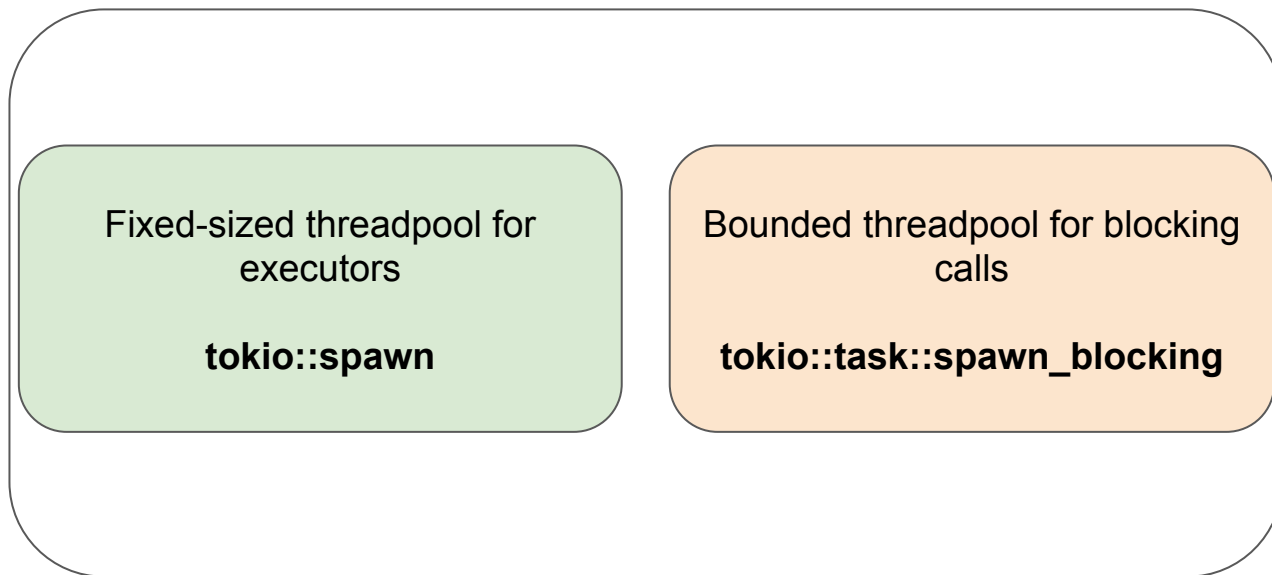 Fixed-sized threadpool for
executors
tokio::spawn
Bounded threadpool for blocking
calls
tokio::task::spawn_blocking